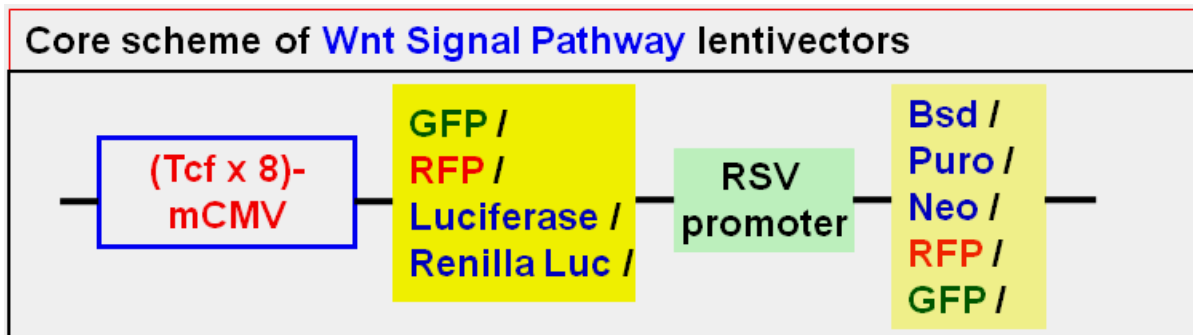 Core scheme of Wnt Signal Pathway lentivectors
(Tcf x 8)-
mCMV
GFP /
RFP /
Luciferase /
Renilla Luc /
RSV
promoter
Bsd /
Puro /
Neo /
RFP /
GFP /